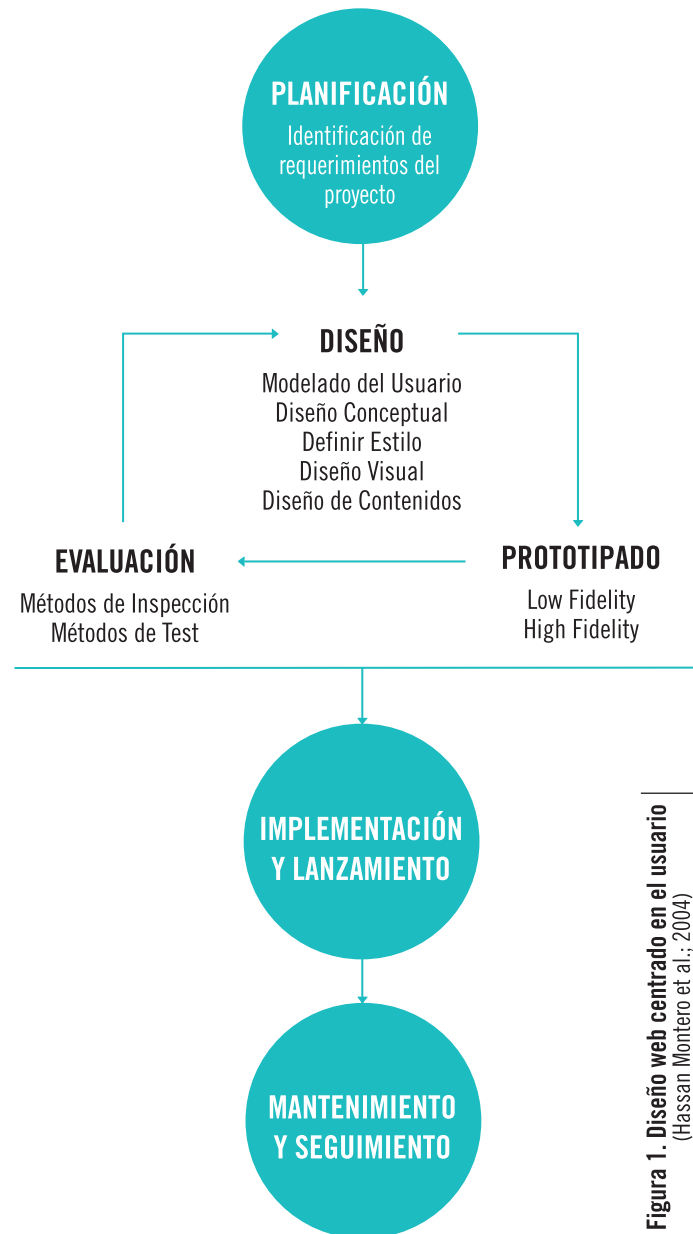 PLANIFICACIÓN
Identificación de
requerimientos del
proyecto
DISEÑO
Modelado del Usuario
Diseño Conceptual
Definir Estilo
Diseño Visual
Diseño de Contenidos
EVALUACIÓN
Métodos de Inspección
Métodos de Test
PROTOTIPADO
Low Fidelity
High Fidelity
IMPLEMENTACIÓN
Y LANZAMIENTO
MANTENIMIENTO
Y SEGUIMIENTO
Figura 1. Diseño web centrado en el usuario
(Hassan Montero et al.; 2004)